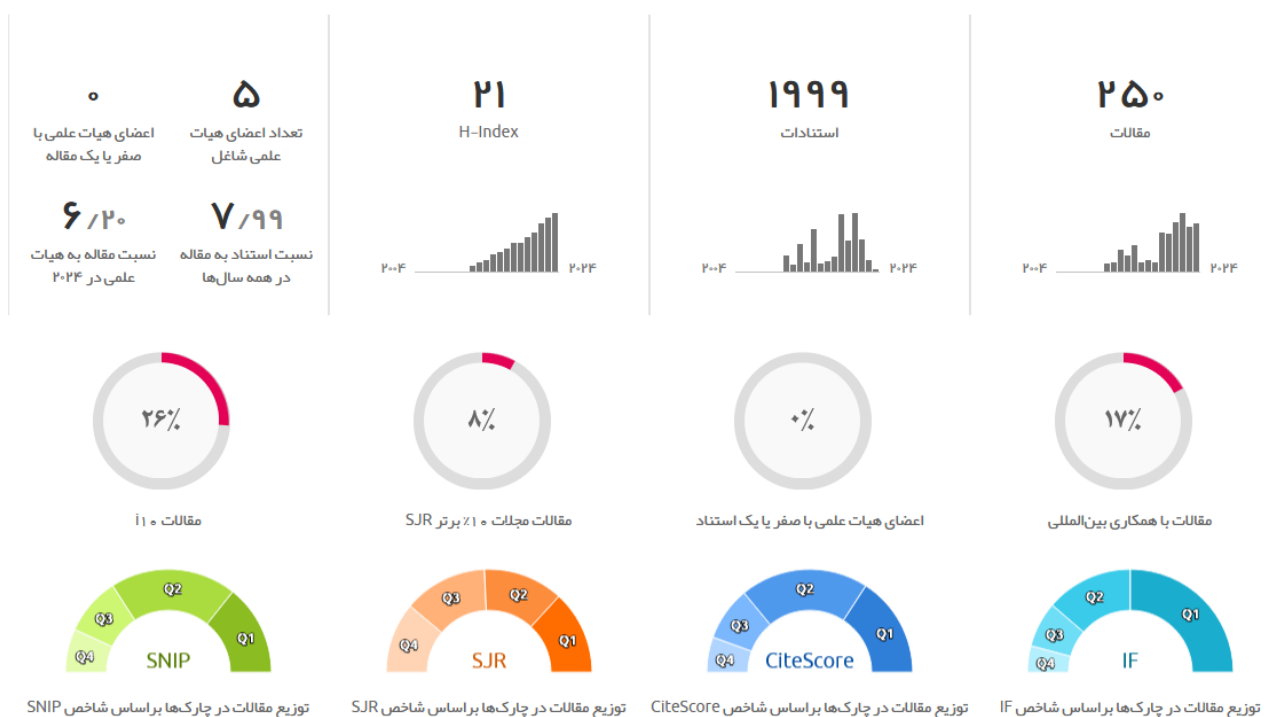 ۲۵۰
مقالات
۲۰۰۴
۲۰۲۴
۱۹۹۹
استنادات
۲۰۰۴
۲۰۲۴
۲۱
H-Index
۲۰۰۴
۲۰۲۴
۵
تعداد اعضای هیات
علمی شاغل
۰
اعضای هیات علمی با
صفر یا یک مقاله
۷/۹۹
نسبت استناد به مقاله
در همه سال‌ها
۶/۲۰
نسبت مقاله به هیات
علمی در ۲۰۲۴
۱۷٪
مقالات با همکاری بین‌المللی
۰٪
اعضای هیات علمی با صفر یا یک استناد
۸٪
مقالات مجلات ۱۰٪ برتر SJR
۲۶٪
مقالات i۱۰
Q1
Q2
Q3
Q4
IF
توزیع مقالات در چارک‌ها براساس شاخص IF
Q1
Q2
Q3
Q4
CiteScore
توزیع مقالات در چارک‌ها براساس شاخص CiteScore
Q1
Q2
Q3
Q4
SJR
توزیع مقالات در چارک‌ها براساس شاخص SJR
Q1
Q2
Q3
Q4
SNIP
توزیع مقالات در چارک‌ها براساس شاخص SNIP